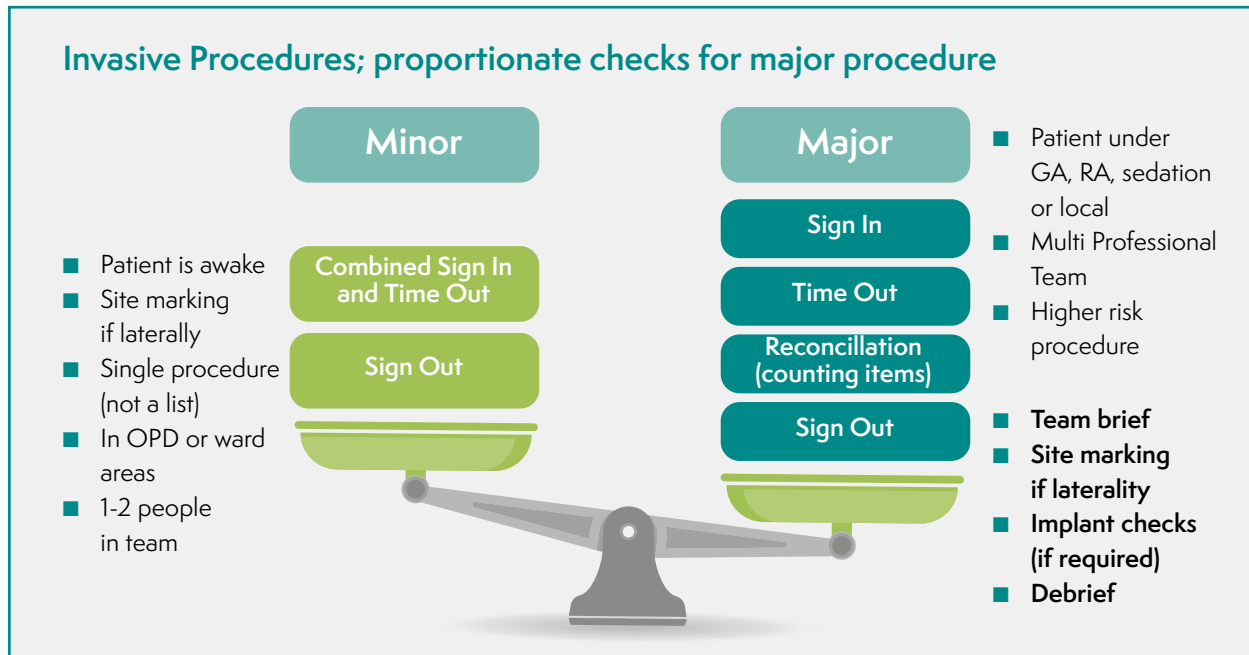 Invasive Procedures; proportionate checks for major procedure
Minor
■ Patient is awake
■ Site marking
if laterally
■ Single procedure
(not a list)
■ In OPD or ward
areas
■ 1-2 people
in team
Combined Sign In
and Time Out
Sign Out
Major
Sign In
Time Out
Reconcillation
(counting items)
Sign Out
■ Patient under
GA, RA, sedation
or local
■ Multi Professional
Team
■ Higher risk
procedure
■ Team brief
■ Site marking
if laterality
■ Implant checks
(if required)
■ Debrief